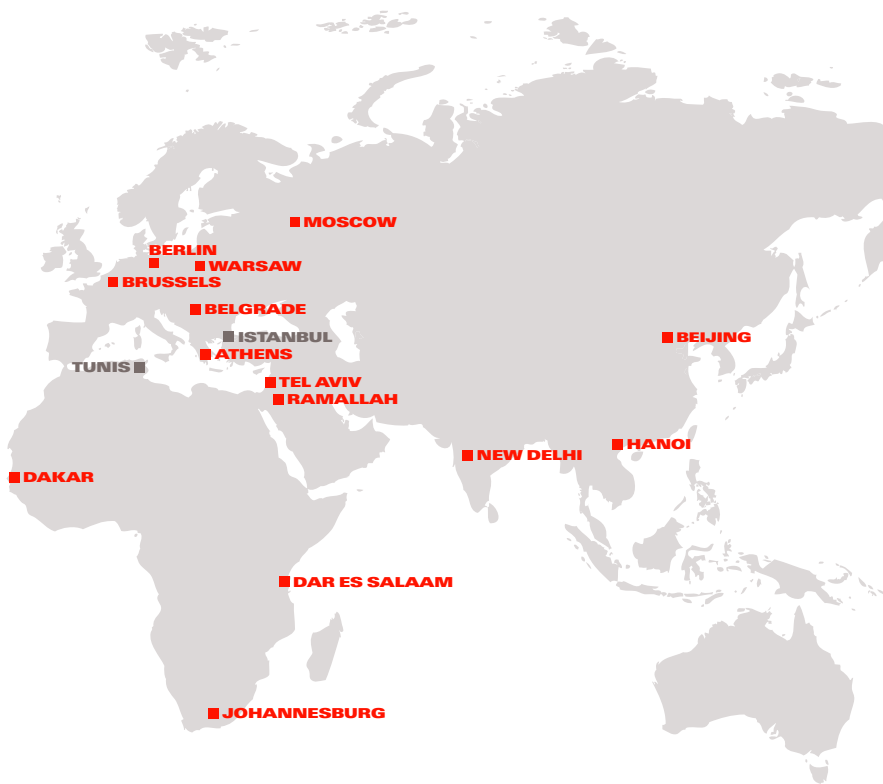 MOSCOW
BERLIN
WARSAW
BRUSSELS
BELGRADE
ISTANBUL
BEIJING
ATHENS
TUNIS
TEL AVIV
RAMALLAH
HANOI
NEW DELHI
DAKAR
DAR ES SALAAM
JOHANNESBURG